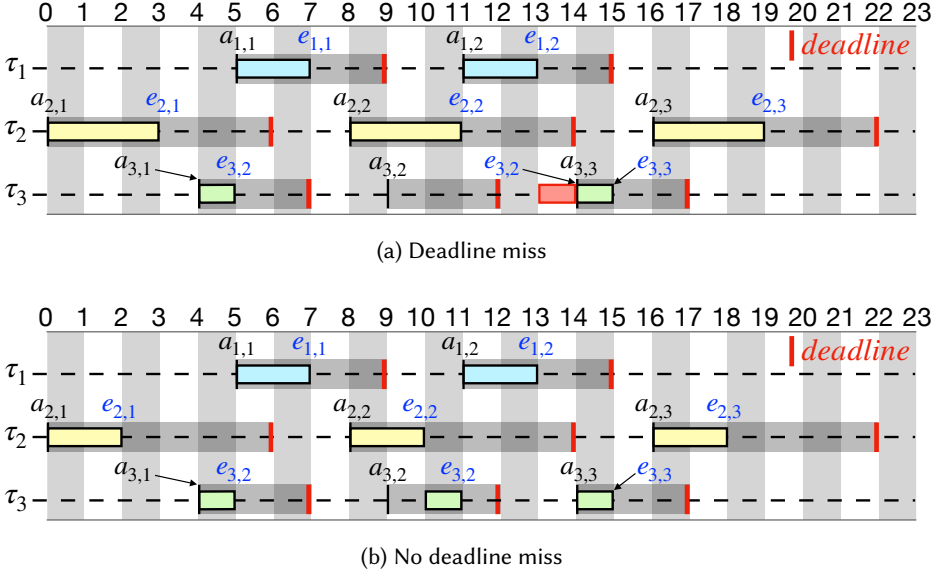 0 1 2 3 4 5 6 7 8 9 10 11 12 13 14 15 16 17 18 19 20 21 22 23
a1,1 e1,1 a1,2 e1,2 deadline
τ1
a2,1 e2,1 a2,2 e2,2 a2,3 e2,3
τ2
a3,1 e3,2 a3,2 e3,2 a3,3 e3,3
τ3
(a) Deadline miss
0 1 2 3 4 5 6 7 8 9 10 11 12 13 14 15 16 17 18 19 20 21 22 23
a1,1 e1,1 a1,2 e1,2 deadline
τ1
a2,1 e2,1 a2,2 e2,2 a2,3 e2,3
τ2
a3,1 e3,2 a3,2 e3,2 a3,3 e3,3
τ3
(b) No deadline miss